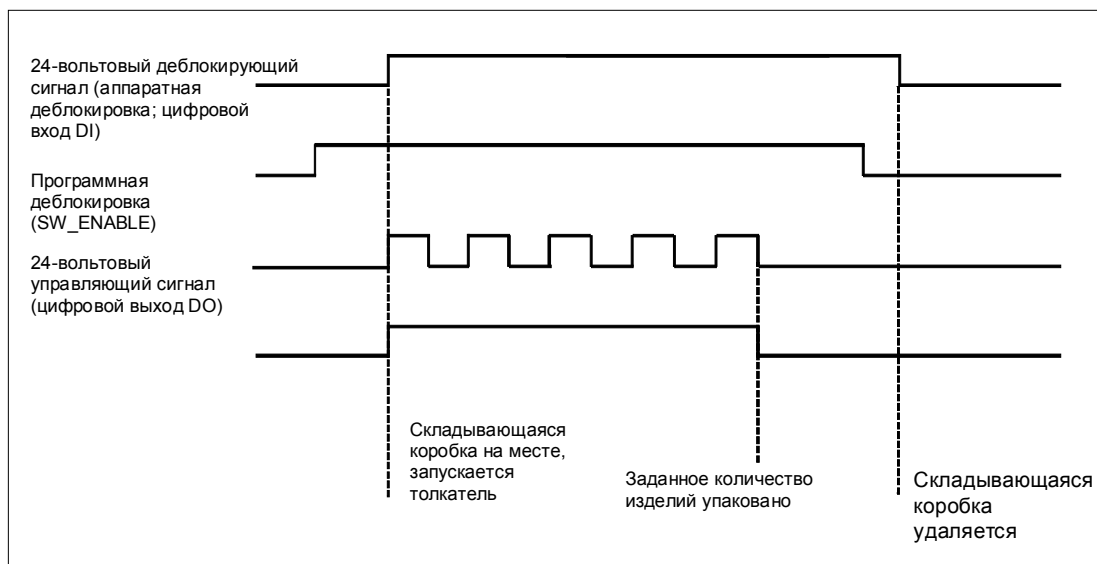 24-вольтовый деблокирующий
сигнал (аппаратная
деблокировка; цифровой
вход DI)
Программная
деблокировка
(SW_ENABLE)
24-вольтовый
управляющий сигнал
(цифровой выход DO)
Складывающаяся
коробка на месте,
запускается
толкатель
Заданное количество
изделий упаковано
Складывающаяся
коробка
удаляется